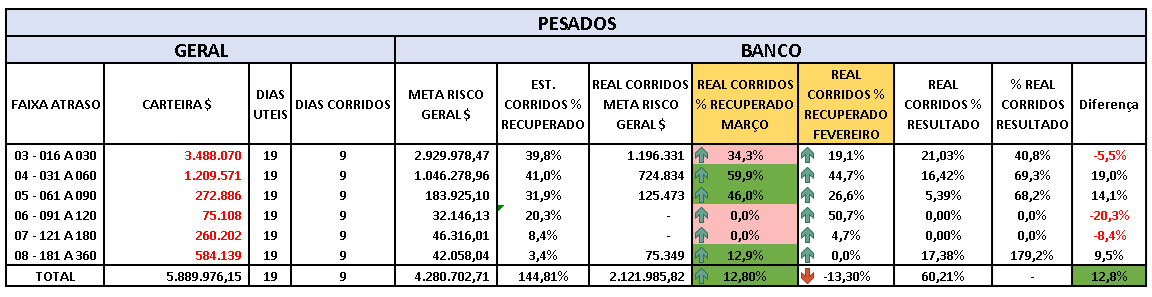 PESADOS
GERAL BANCO
FAIXA ATRASO CARTEIRA $ DIAS UTEIS DIAS CORRIDOS META RISCO GERAL $ EST. CORRIDOS % RECUPERADO REAL CORRIDOS META RISCO GERAL $ REAL CORRIDOS % RECUPERADO MARÇO REAL CORRIDOS % RECUPERADO FEVEREIRO REAL CORRIDOS % RESULTADO % REAL CORRIDOS RESULTADO Diferença
03 - 016 A 030 3.488.070 19 9 2.929.978,47 39,8% 1.196.331 34,3% 19,1% 21,03% 40,8% -5,5%
04 - 031 A 060 1.209.571 19 9 1.046.278,96 41,0% 724.834 59,9% 44,7% 16,42% 69,3% 19,0%
05 - 061 A 090 272.886 19 9 183.925,10 31,9% 125.473 46,0% 26,6% 5,39% 68,2% 14,1%
06 - 091 A 120 75.108 19 9 32.146,13 20,3% - 0,0% 50,7% 0,00% 0,0% -20,3%
07 - 121 A 180 260.202 19 9 46.316,01 8,4% - 0,0% 4,7% 0,00% 0,0% -8,4%
08 - 181 A 360 584.139 19 9 42.058,04 3,4% 75.349 12,9% 0,0% 17,38% 179,2% 9,5%
TOTAL 5.889.976,15 19 9 4.280.702,71 144,81% 2.121.985,82 12,80% -13,30% 60,21% - 12,8%